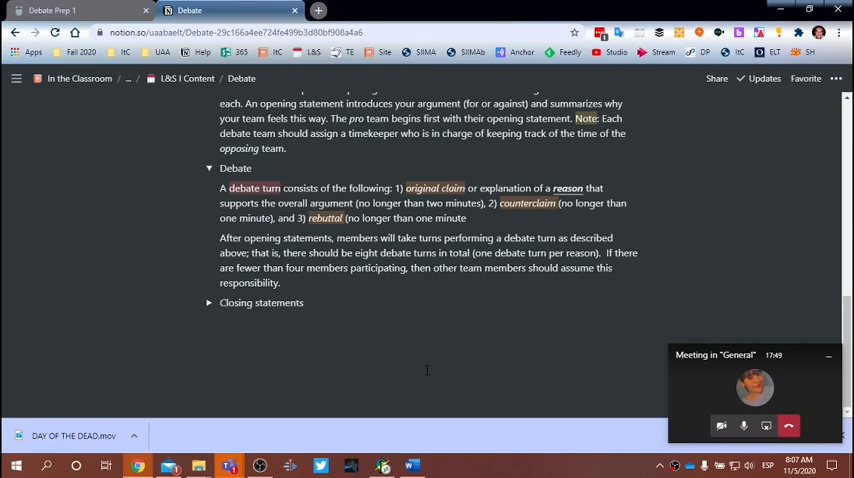 Debate Prep 1
Debate
notion.so/uaabaelt/Debate-29c166a4ee724fe499b3d80bf908a4a6
Apps Fall 2020 ItC UAA Help 365 ItC L&S TE Site SIIMA SIIMAb Anchor Feedly Studio Stream DP ItC ELT SH
In the Classroom / ... / L&S I Content / Debate
Share Updates Favorite
each. An opening statement introduces your argument (for or against) and summarizes why
your team feels this way. The pro team begins first with their opening statement. Note: Each
debate team should assign a timekeeper who is in charge of keeping track of the time of the
opposing team.
Debate
A debate turn consists of the following: 1) original claim or explanation of a reason that
supports the overall argument (no longer than two minutes), 2) counterclaim (no longer than
one minute), and 3) rebuttal (no longer than one minute
After opening statements, members will take turns performing a debate turn as described
above; that is, there should be eight debate turns in total (one debate turn per reason). If there
are fewer than four members participating, then other team members should assume this
responsibility.
Closing statements
Meeting in "General" 17:49
DAY OF THE DEAD.mov
ESP
8:07 AM
11/5/2020